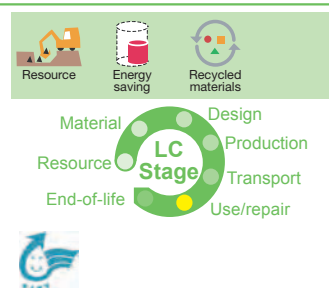 Resource
Energy
saving
Recycled
materials
Design
Material
Production
LC
Stage
Resource
Transport
End-of-life
Use/repair